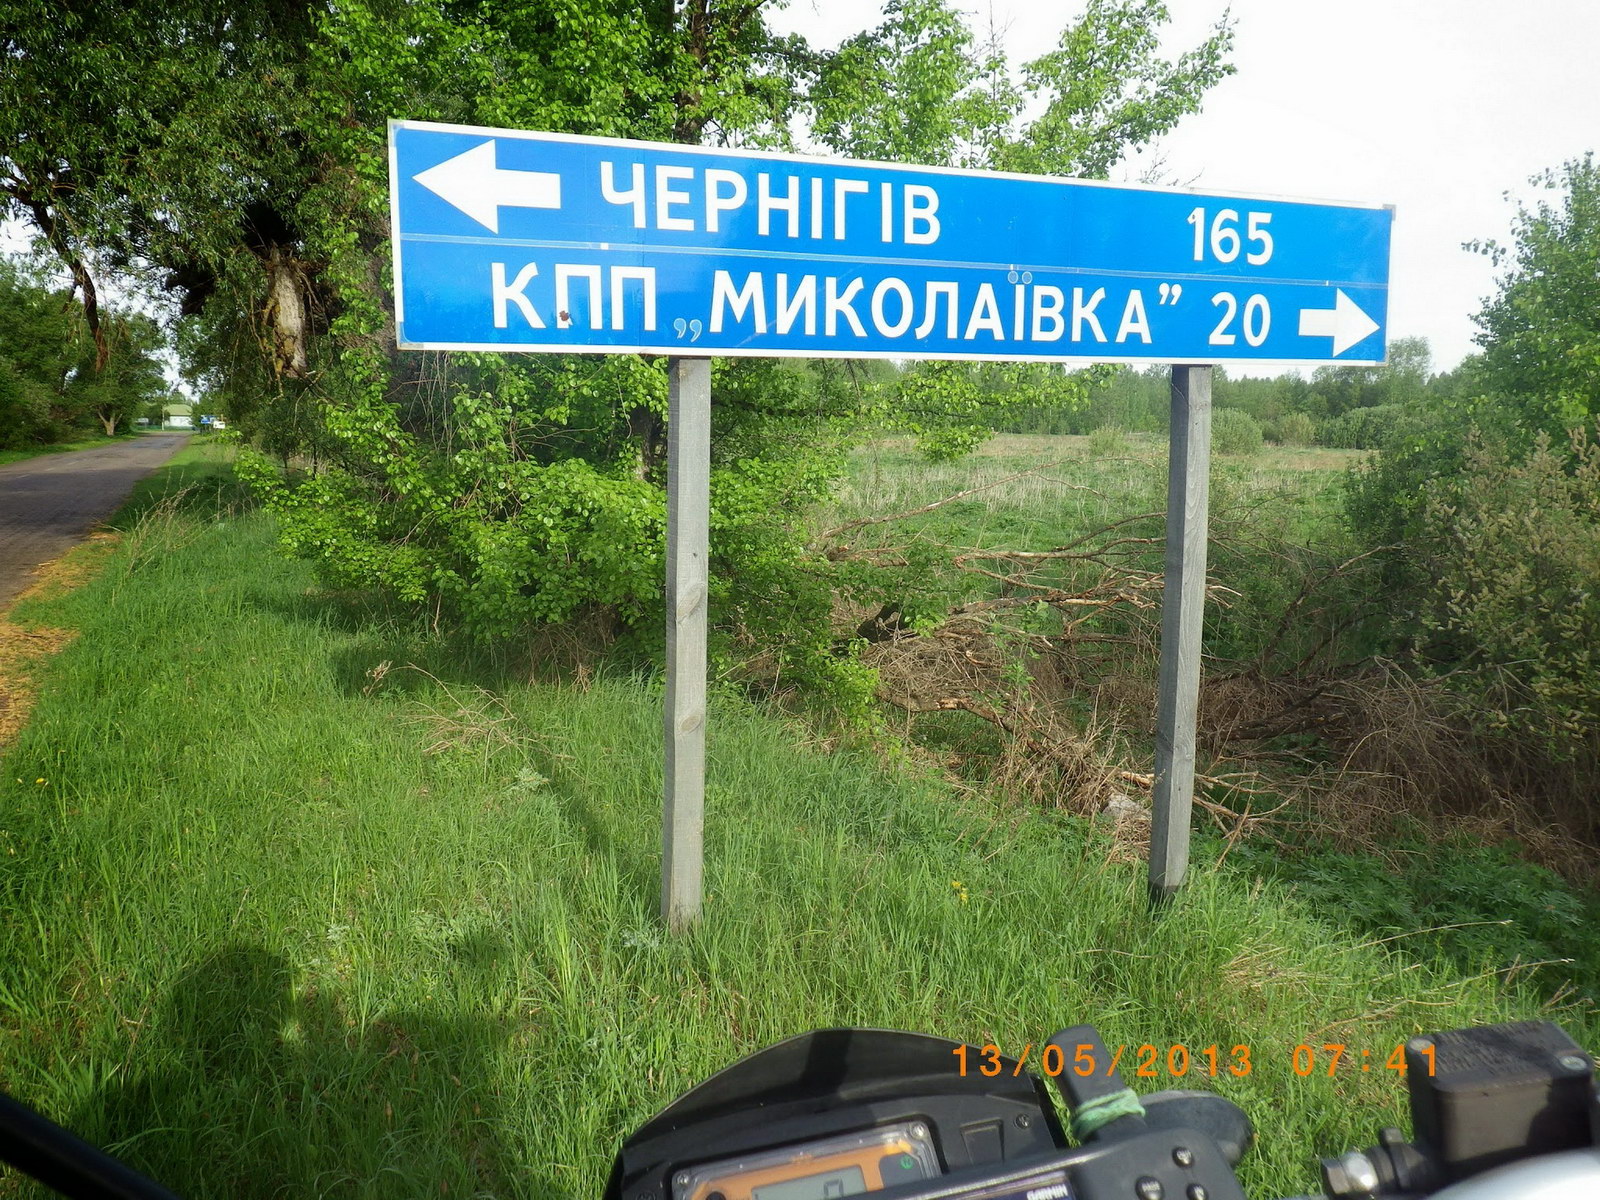 ЧЕРНІГІВ 165
КПП „МИКОЛАЇВКА” 20
13/05/2013 07:41